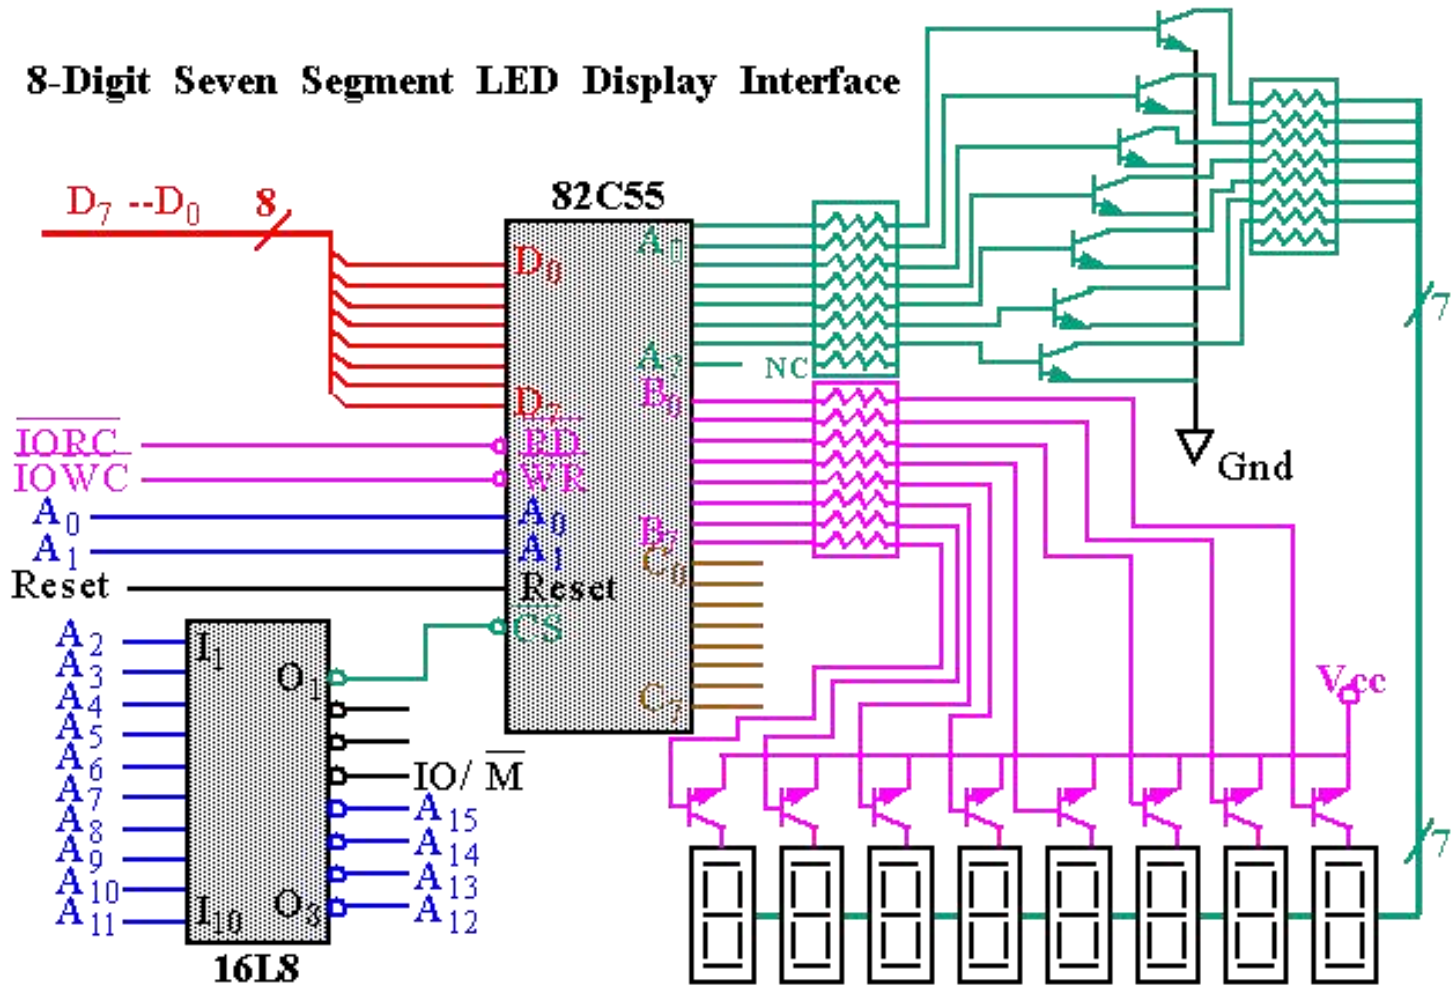 8-Digit Seven Segment LED Display Interface
D7 --D0 8
82C55
D0
A0
7
A7
NC
D7
B0
IORC
RD
IOWC
WR
Gnd
A0
A0
B7
A1
A1
C0
Reset
Reset
CS
A2
I1
A3
O1
Vcc
A4
C7
A5
A6
IO/ M
A7
A15
A8
A14
7
A9
A13
A10
O8
A11
I10
A12
16L8